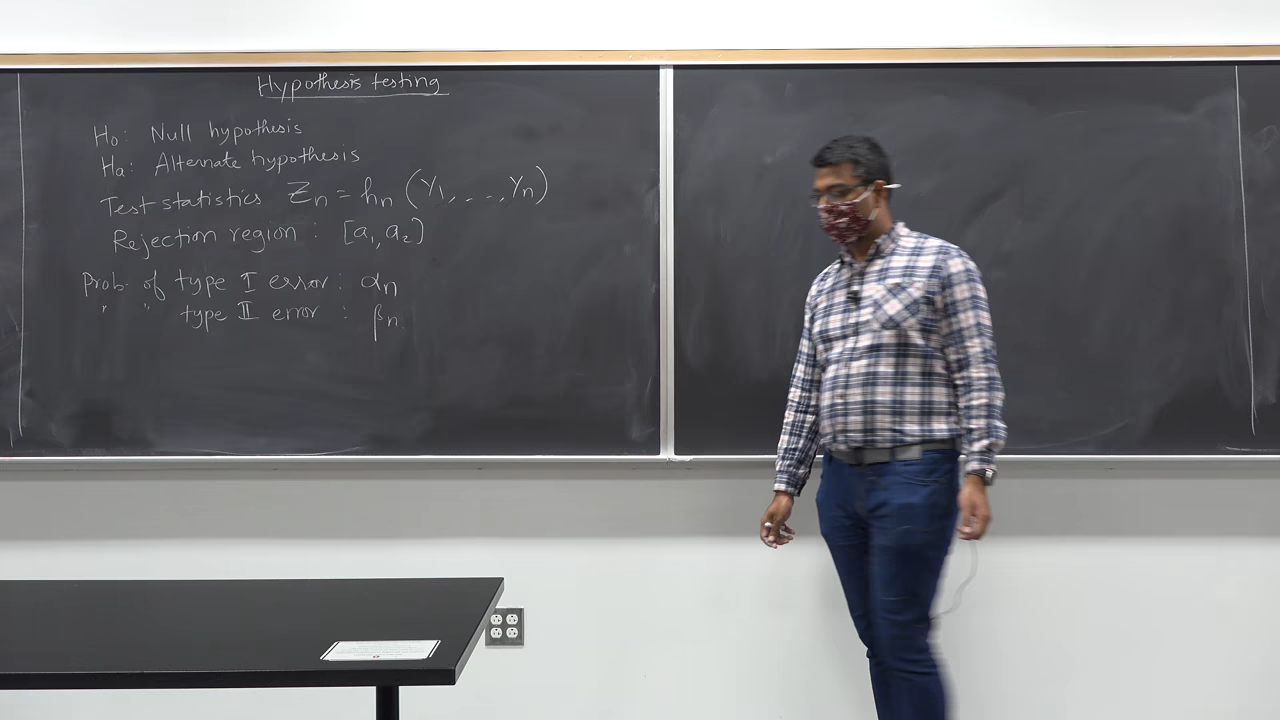 Hypothesis testing
H₀: Null hypothesis
Hₐ: Alternate hypothesis
Test statistics Zₙ = hₙ (Y₁, ..., Yₙ)
Rejection region : [a₁, a₂]
Prob. of type I error : αₙ
" " type II error : βₙ